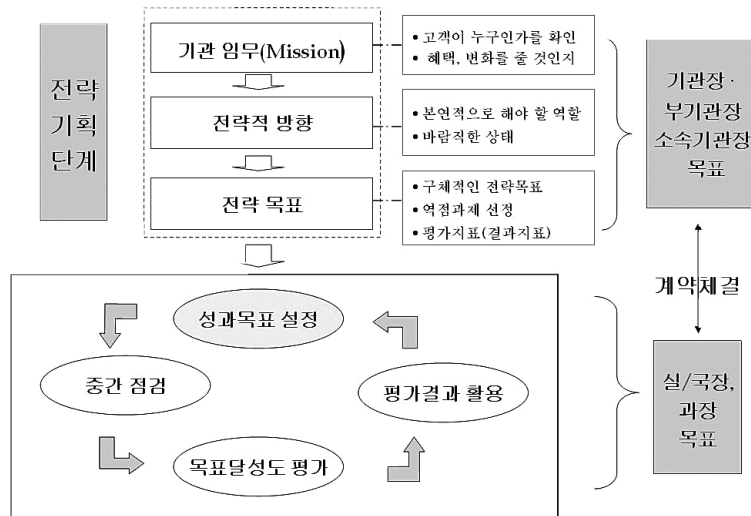 전략
기획
단계
기관 임무(Mission)
• 고객이 누구인가를 확인
• 혜택, 변화를 줄 것인지
전략적 방향
• 본연적으로 해야 할 역할
• 바람직한 상태
전략 목표
• 구체적인 전략목표
• 역점과제 선정
• 평가지표(결과지표)
기관장·
부기관장
소속기관장
목표
계약체결
성과목표 설정
중간 점검
평가결과 활용
목표달성도 평가
실/국장,
과장
목표